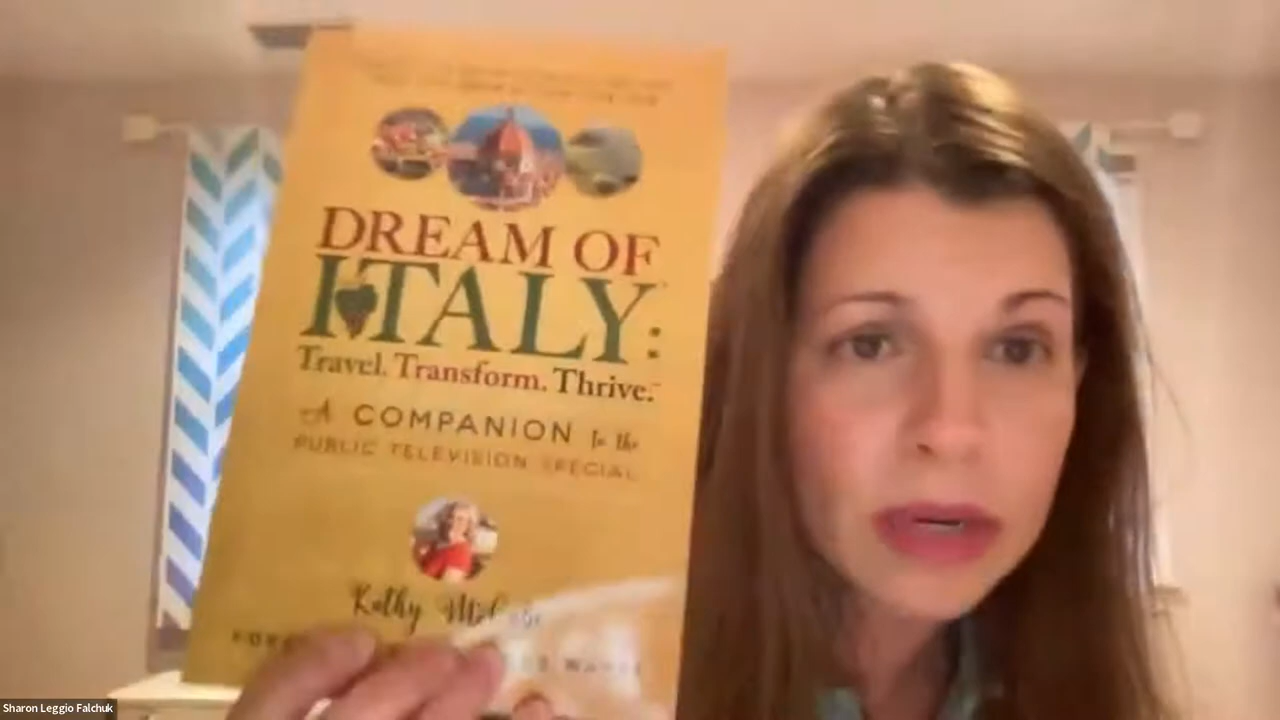 DREAM OF
ITALY:
Travel. Transform. Thrive.
A COMPANION to the
PUBLIC TELEVISION SPECIAL
Kathy
Sharon Leggio Falchuk